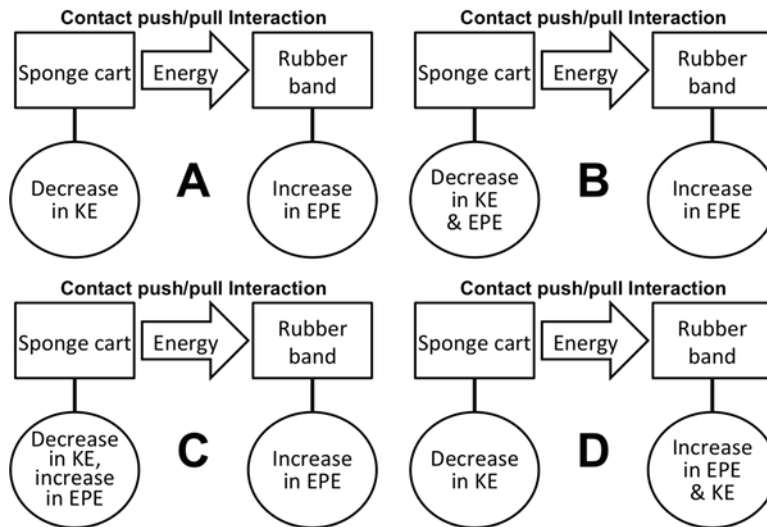 Contact push/pull Interaction
Sponge cart
Energy
Rubber
band
Decrease
in KE
A
Increase
in EPE
Contact push/pull Interaction
Sponge cart
Energy
Rubber
band
Decrease
in KE
& EPE
B
Increase
in EPE
Contact push/pull Interaction
Sponge cart
Energy
Rubber
band
Decrease
in KE,
increase
in EPE
C
Increase
in EPE
Contact push/pull Interaction
Sponge cart
Energy
Rubber
band
Decrease
in KE
D
Increase
in EPE
& KE